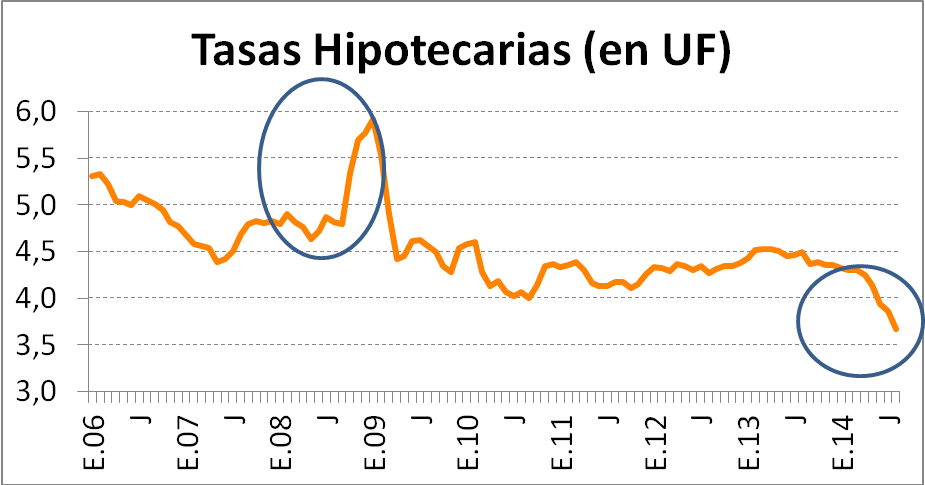 Tasas Hipotecarias (en UF)
6,0
5,5
5,0
4,5
4,0
3,5
3,0
E.06
J
E.07
J
E.08
J
E.09
J
E.10
J
E.11
J
E.12
J
E.13
J
E.14
J